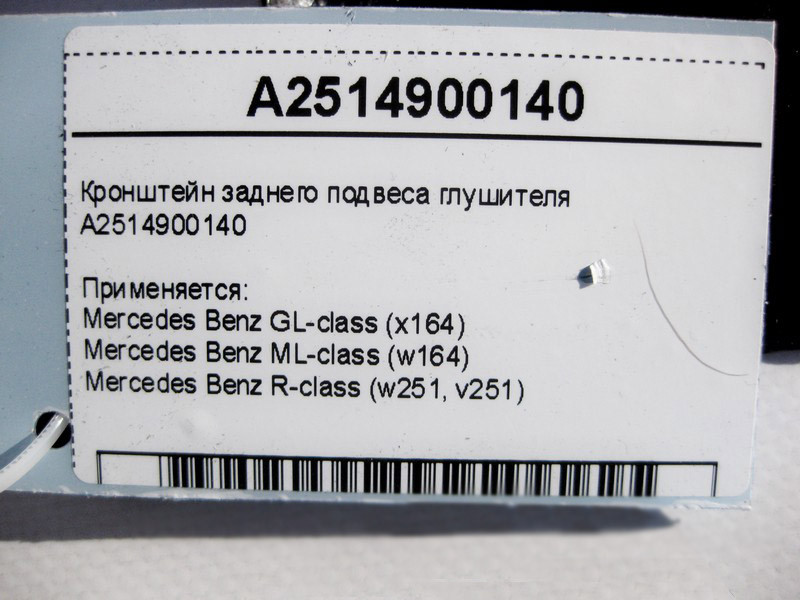 A2514900140
Кронштейн заднего подвеса глушителя
A2514900140
Применяется:
Mercedes Benz GL-class (x164)
Mercedes Benz ML-class (w164)
Mercedes Benz R-class (w251, v251)